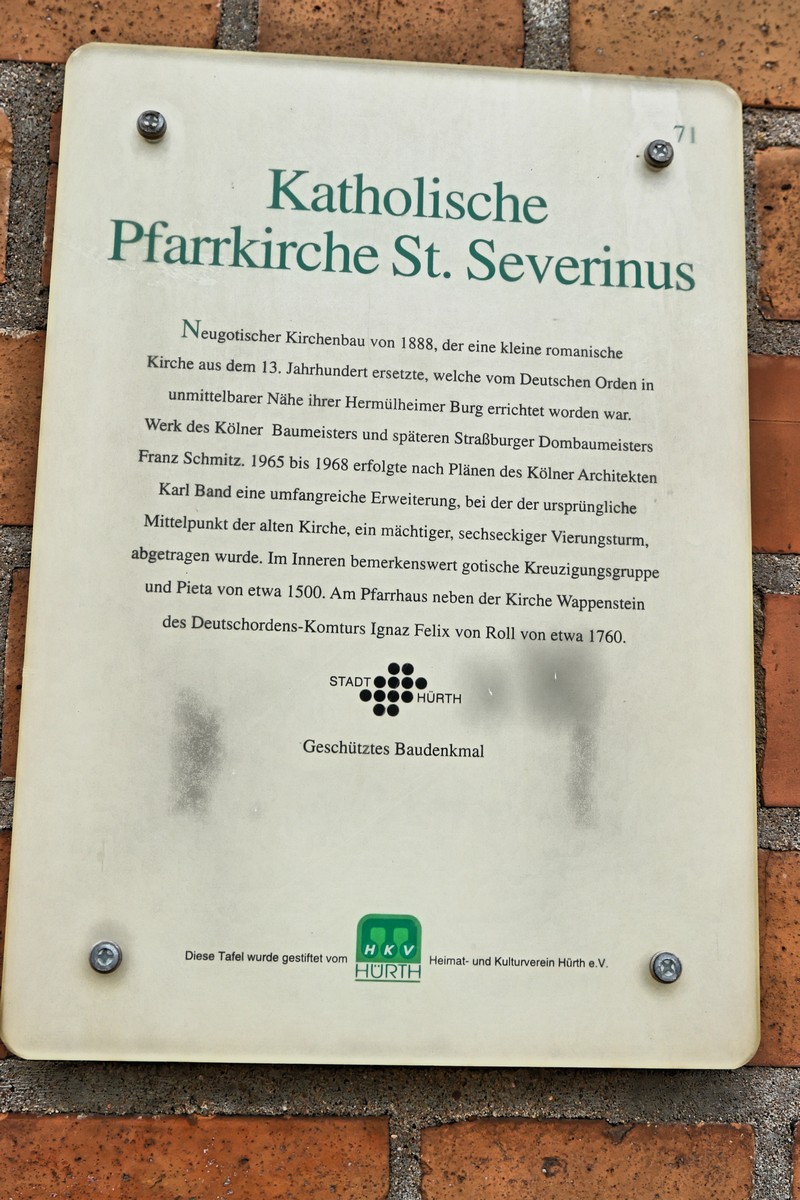 71
Katholische
Pfarrkirche St. Severinus
Neugotischer Kirchenbau von 1888, der eine kleine romanische
Kirche aus dem 13. Jahrhundert ersetzte, welche vom Deutschen Orden in
unmittelbarer Nähe ihrer Hermülheimer Burg errichtet worden war.
Werk des Kölner Baumeisters und späteren Straßburger Dombaumeisters
Franz Schmitz. 1965 bis 1968 erfolgte nach Plänen des Kölner Architekten
Karl Band eine umfangreiche Erweiterung, bei der der ursprüngliche
Mittelpunkt der alten Kirche, ein mächtiger, sechseckiger Vierungsturm,
abgetragen wurde. Im Inneren bemerkenswert gotische Kreuzigungsgruppe
und Pieta von etwa 1500. Am Pfarrhaus neben der Kirche Wappenstein
des Deutschordens-Komturs Ignaz Felix von Roll von etwa 1760.
STADT
HÜRTH
Geschütztes Baudenkmal
Diese Tafel wurde gestiftet vom
HKV
HÜRTH
Heimat- und Kulturverein Hürth e.V.